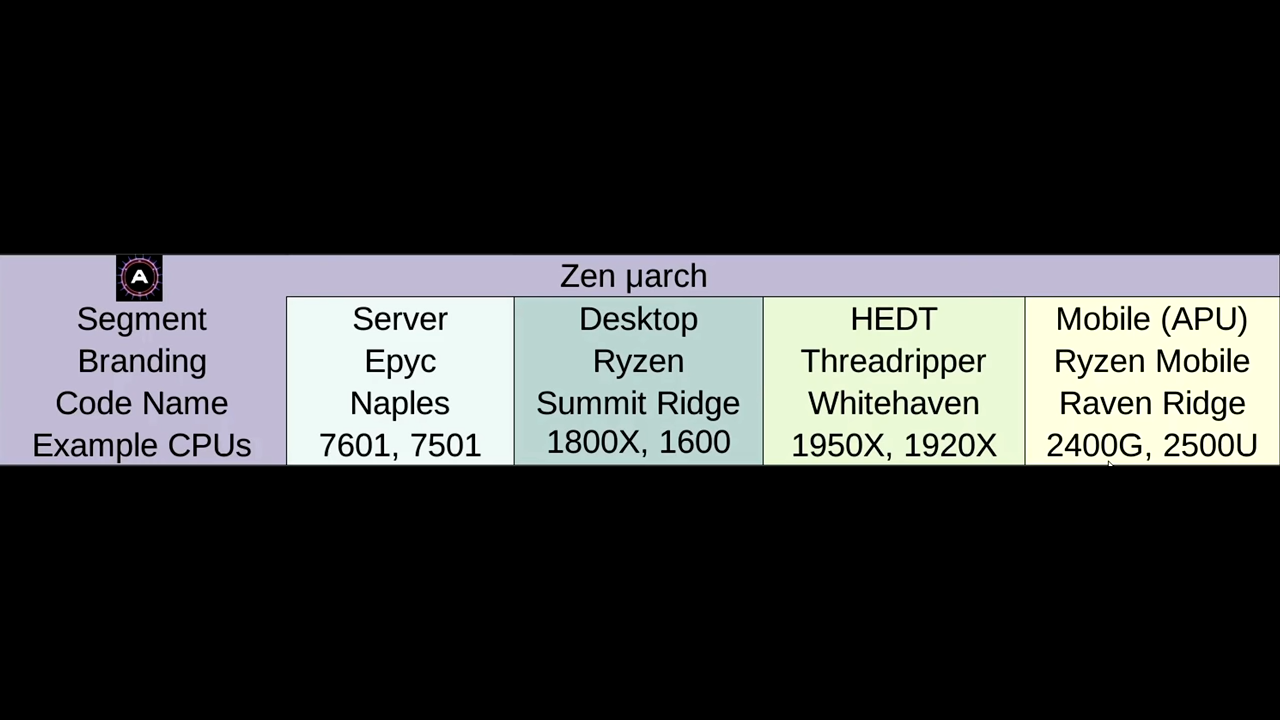 A
Zen μarch
Segment Server Desktop HEDT Mobile (APU)
Branding Epyc Ryzen Threadripper Ryzen Mobile
Code Name Naples Summit Ridge Whitehaven Raven Ridge
Example CPUs 7601, 7501 1800X, 1600 1950X, 1920X 2400G, 2500U